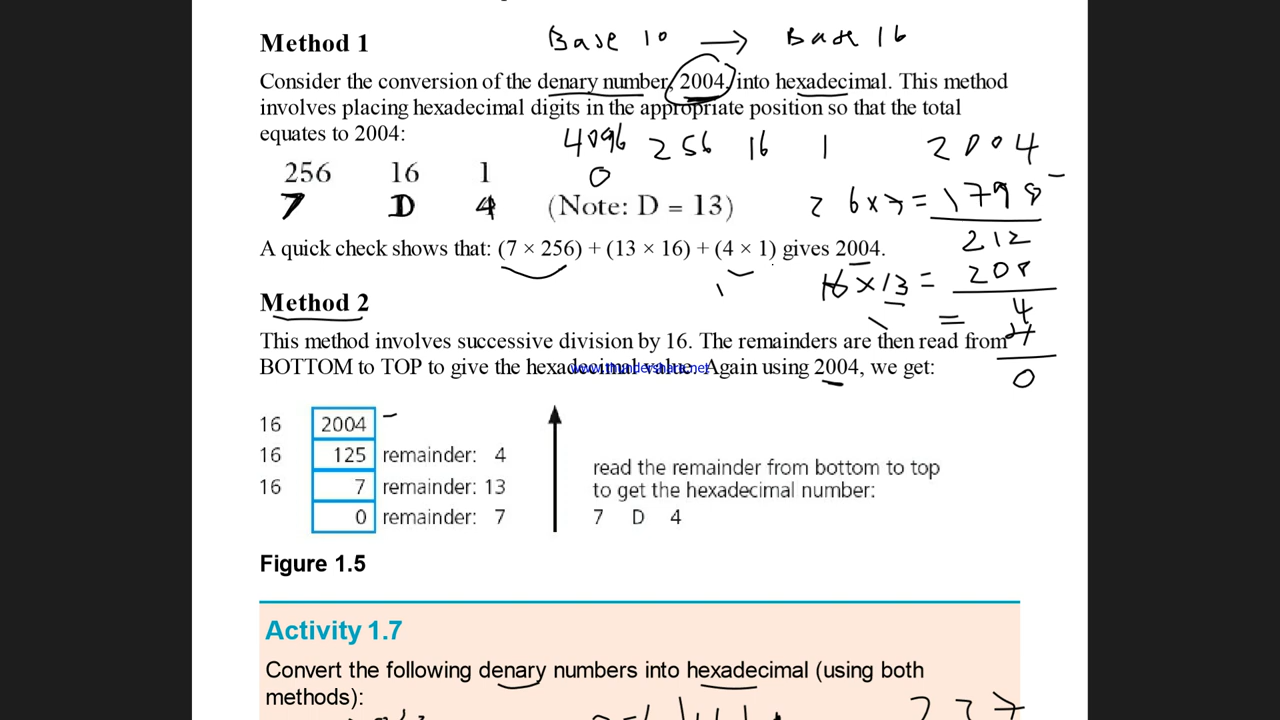 Method 1
Base 10 → Base 16
Consider the conversion of the denary number, 2004, into hexadecimal. This method
involves placing hexadecimal digits in the appropriate position so that the total
equates to 2004:
4096 256 16 1
0
2004
256 16 1
7 D 4 (Note: D = 13)
2 6 x 7 = 1798 –
212
A quick check shows that: (7 × 256) + (13 × 16) + (4 × 1) gives 2004.
16 x 13 = 208
= 4
4
0
Method 2
This method involves successive division by 16. The remainders are then read from
BOTTOM to TOP to give the hexadecimal value. Again using 2004, we get:
www.thundershare.net
16 2004
16 125 remainder: 4
16 7 remainder: 13
0 remainder: 7
read the remainder from bottom to top
to get the hexadecimal number:
7 D 4
Figure 1.5
Activity 1.7
Convert the following denary numbers into hexadecimal (using both
methods):